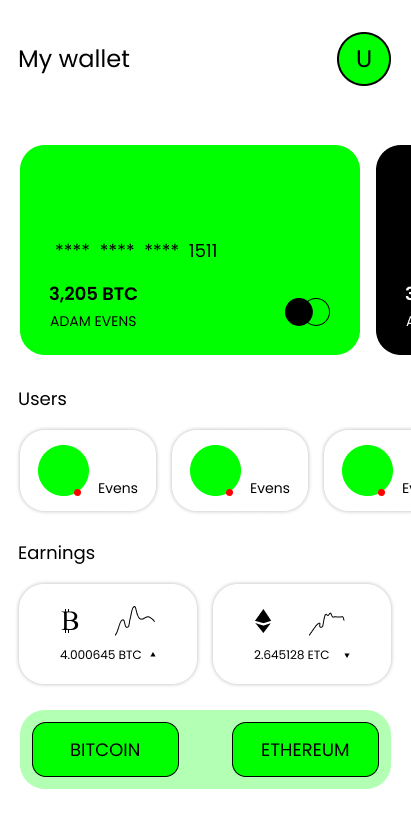 My wallet
U
**** **** **** 1511
3,205 BTC
ADAM EVENS
Users
Evens
Evens
Earnings
4.000645 BTC
2.645128 ETC
BITCOIN
ETHEREUM